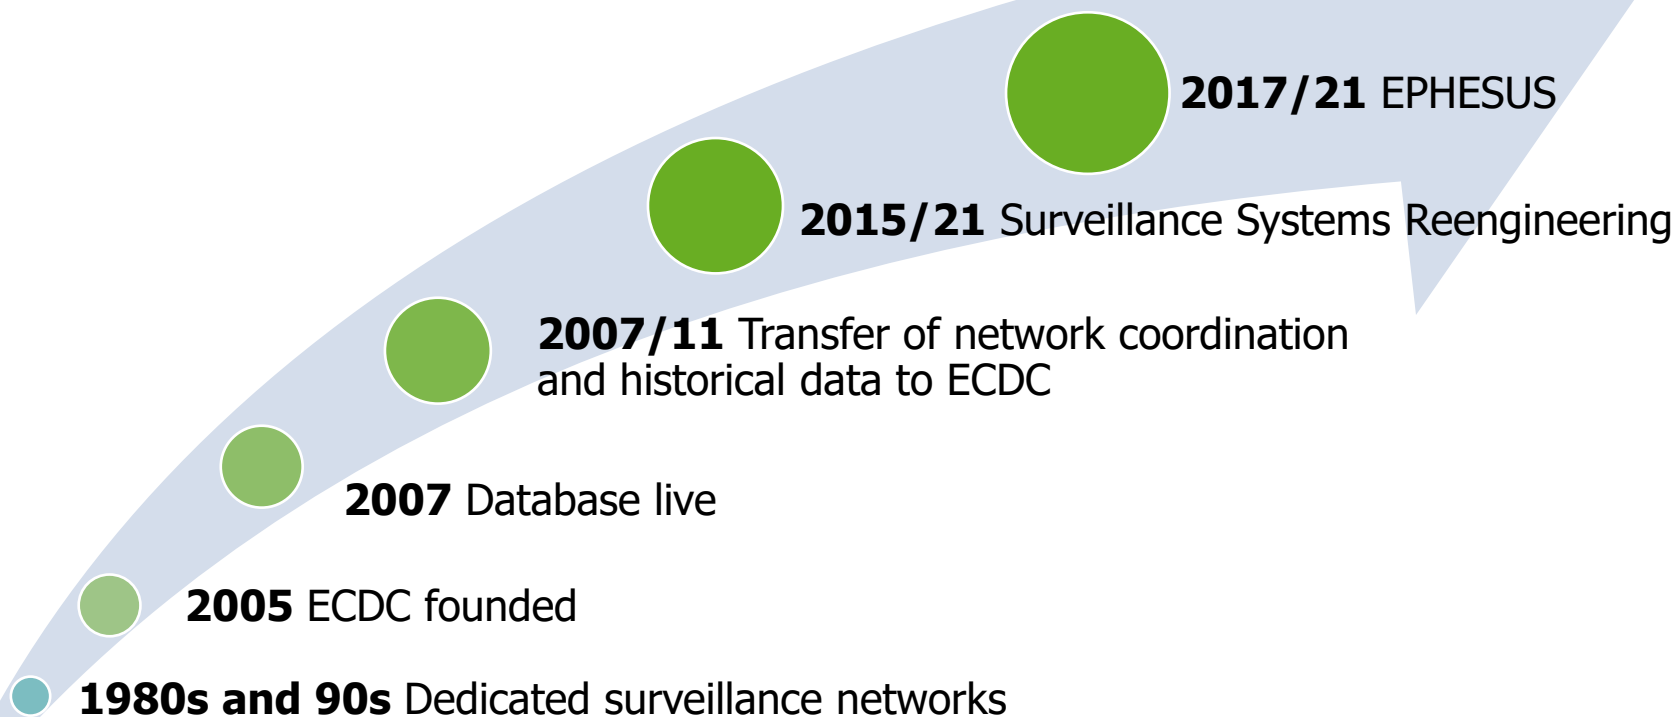 2017/21 EPHESUS
2015/21 Surveillance Systems Reengineering
2007/11 Transfer of network coordination
and historical data to ECDC
2007 Database live
2005 ECDC founded
1980s and 90s Dedicated surveillance networks